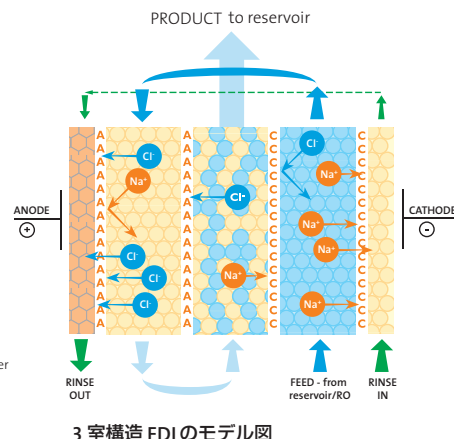 PRODUCT to reservoir
A A C C
A A C C
A A C C
A A C C
A A C C
A A C C
A A C C
A A C C
A A C C
A A C C
A A C C
A A C C
A A C C
A A C C
Cl⁻
Na⁺
Cl⁻
Cl⁻
Cl⁻
Cl-
Na⁺
Cl⁻
Na⁺
Na⁺
Na⁺
Na⁺
ANODE
+
CATHODE
-
er
RINSE
OUT
FEED - from
reservoir/RO
RINSE
IN
3 室構造 EDI のモデル図